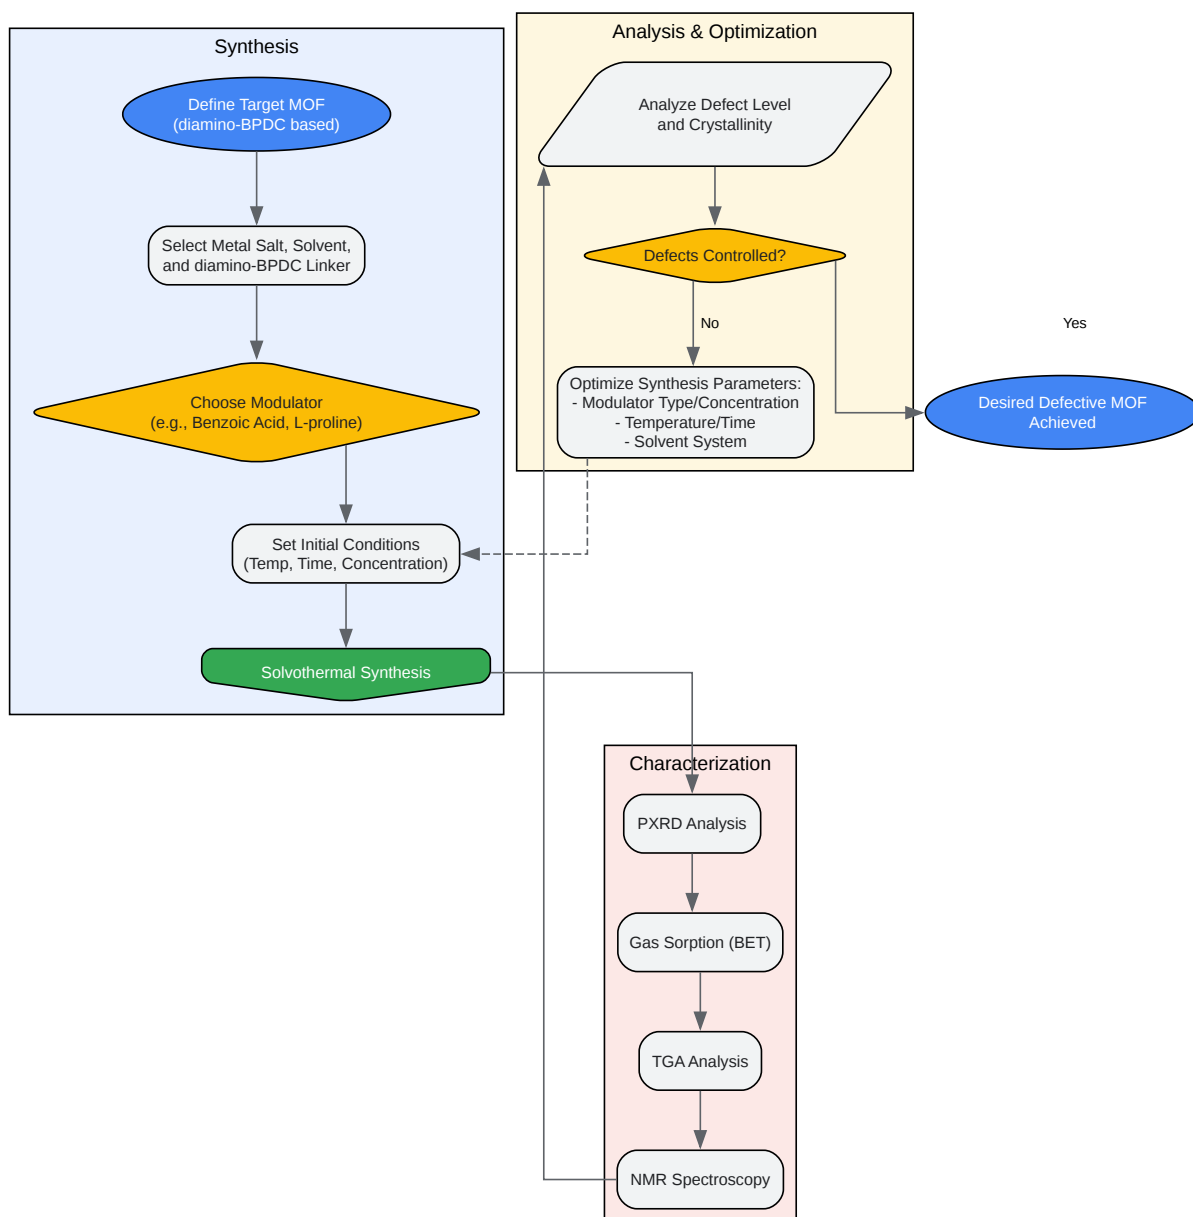 Synthesis
Define Target MOF
(diamino-BPDC based)
Select Metal Salt, Solvent,
and diamino-BPDC Linker
Choose Modulator
(e.g., Benzoic Acid, L-proline)
Set Initial Conditions
(Temp, Time, Concentration)
Solvothermal Synthesis
Analysis & Optimization
Analyze Defect Level
and Crystallinity
Defects Controlled?
No
Yes
Optimize Synthesis Parameters:
- Modulator Type/Concentration
- Temperature/Time
- Solvent System
Desired Defective MOF
Achieved
Characterization
PXRD Analysis
Gas Sorption (BET)
TGA Analysis
NMR Spectroscopy